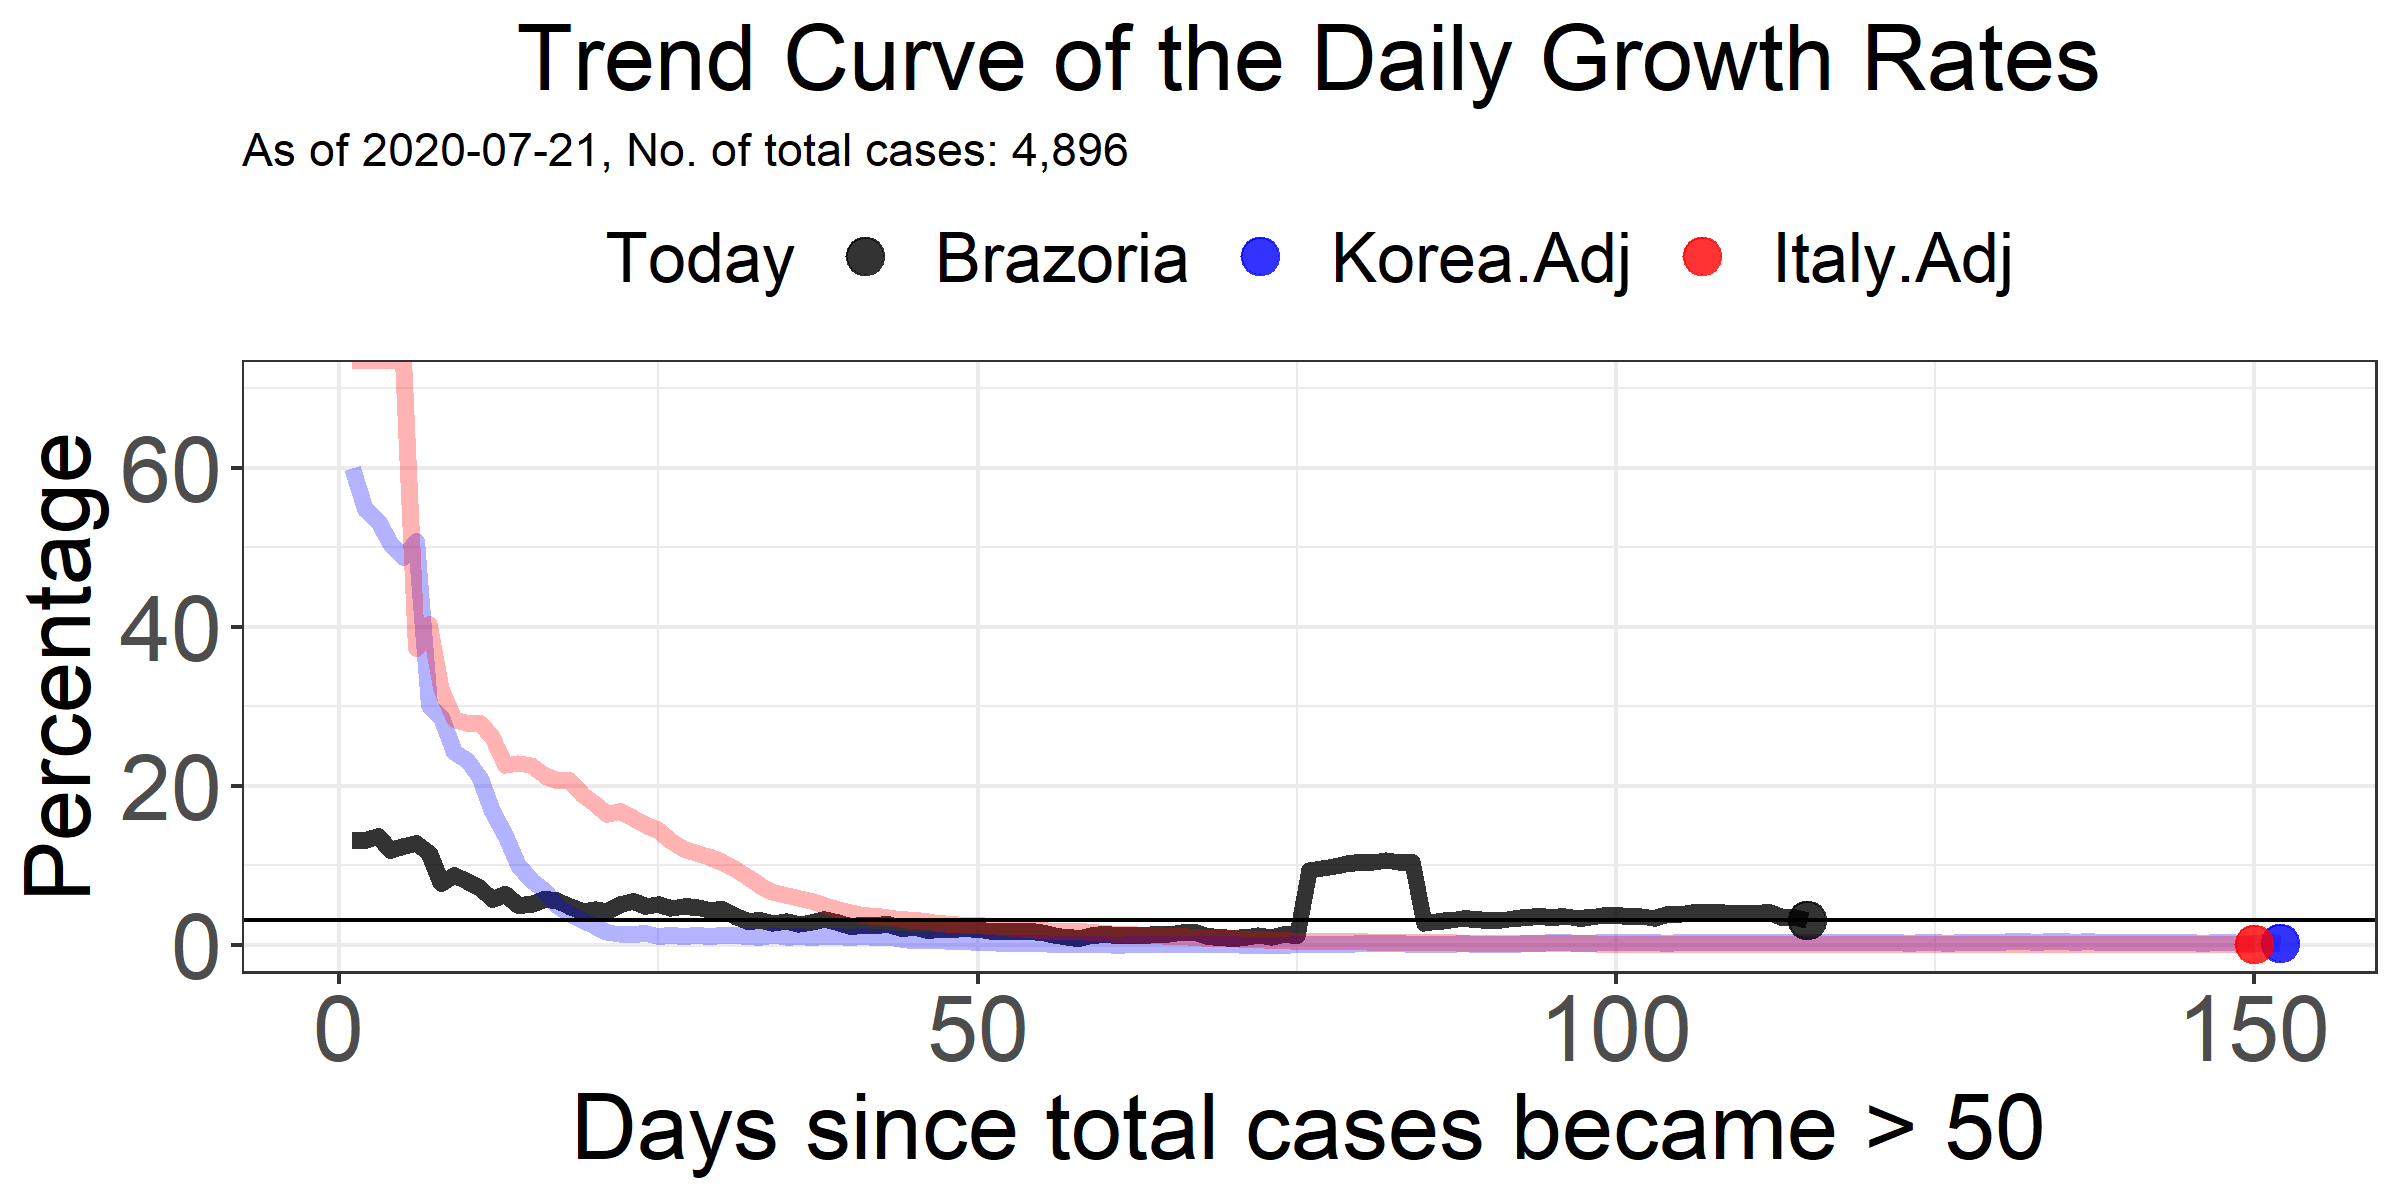 Trend Curve of the Daily Growth Rates
As of 2020-07-21, No. of total cases: 4,896
Today Brazoria Korea.Adj Italy.Adj
Percentage
60
40
20
0
0 50 100 150
Days since total cases became > 50